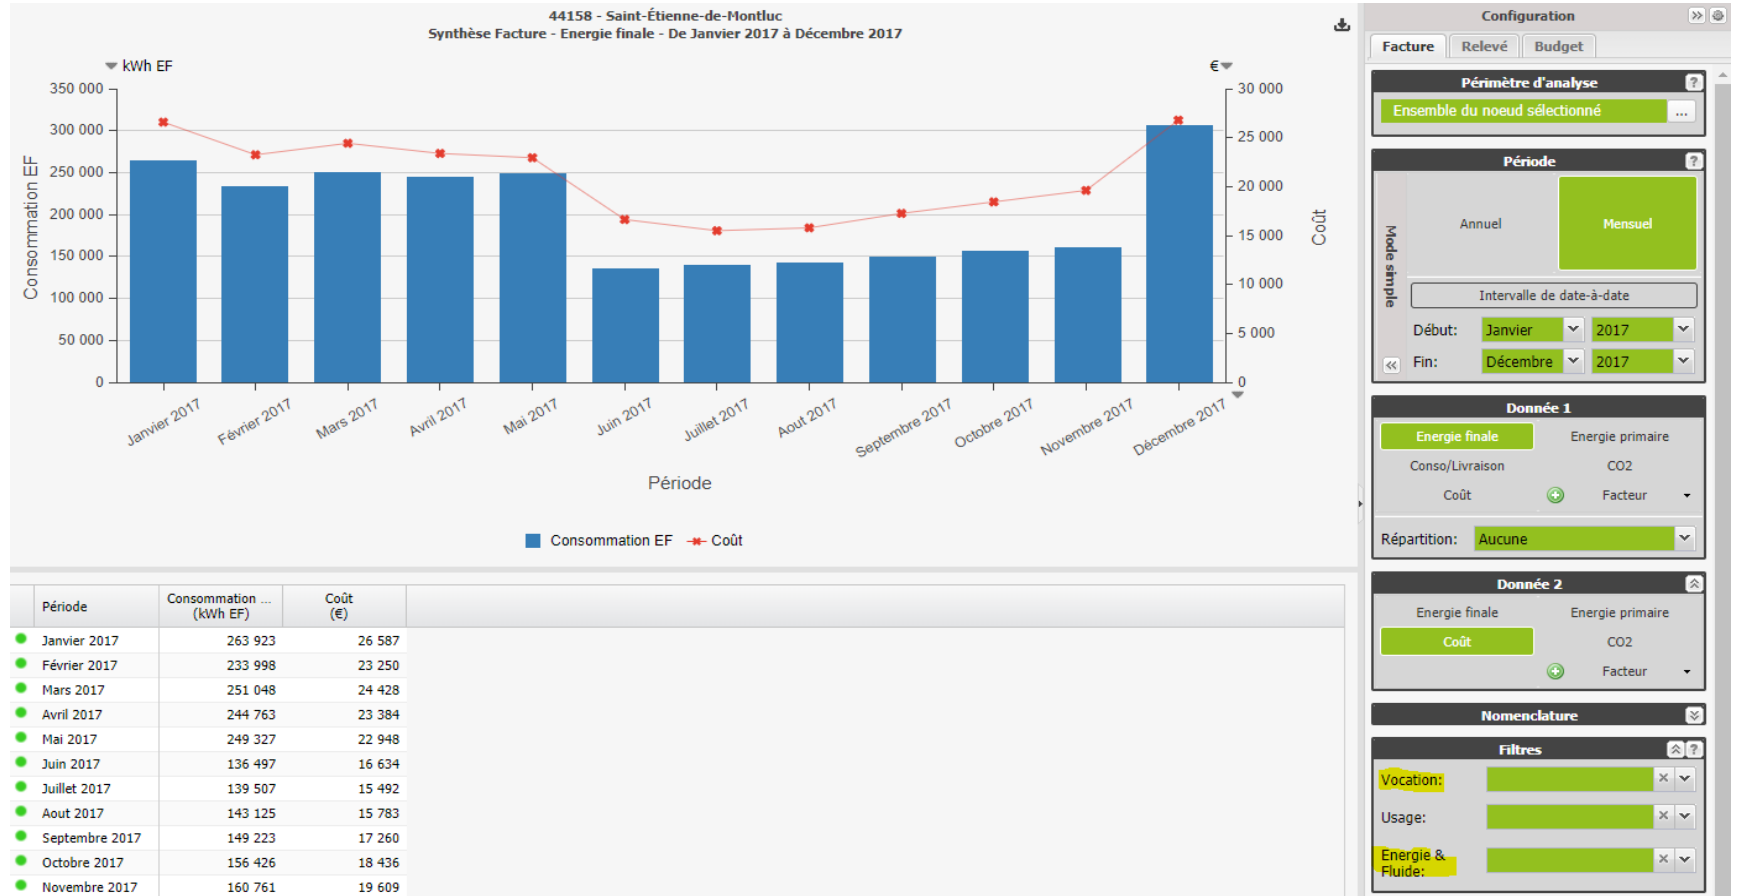 44158 - Saint-Étienne-de-Montluc
Synthèse Facture - Energie finale - De Janvier 2017 à Décembre 2017
kWh EF
€
350 000
300 000
250 000
200 000
150 000
100 000
50 000
0
Consommation EF
30 000
25 000
20 000
15 000
10 000
5 000
0
Coût
Janvier 2017
Février 2017
Mars 2017
Avril 2017
Mai 2017
Juin 2017
Juillet 2017
Aout 2017
Septembre 2017
Octobre 2017
Novembre 2017
Décembre 2017
Période
Consommation EF Coût
Période Consommation ... (kWh EF) Coût (€)
Janvier 2017 263 923 26 587
Février 2017 233 998 23 250
Mars 2017 251 048 24 428
Avril 2017 244 763 23 384
Mai 2017 249 327 22 948
Juin 2017 136 497 16 634
Juillet 2017 139 507 15 492
Aout 2017 143 125 15 783
Septembre 2017 149 223 17 260
Octobre 2017 156 426 18 436
Novembre 2017 160 761 19 609
Configuration
Facture Relevé Budget
Périmètre d'analyse ?
Ensemble du noeud sélectionné ...
Période ?
Mode simple
Annuel Mensuel
Intervalle de date-à-date
Début: Janvier 2017
Fin: Décembre 2017
Donnée 1
Energie finale Energie primaire
Conso/Livraison CO2
Coût Facteur
Répartition: Aucune
Donnée 2
Energie finale Energie primaire
Coût CO2
Facteur
Nomenclature
Filtres ?
Vocation:
Usage:
Energie &
Fluide: